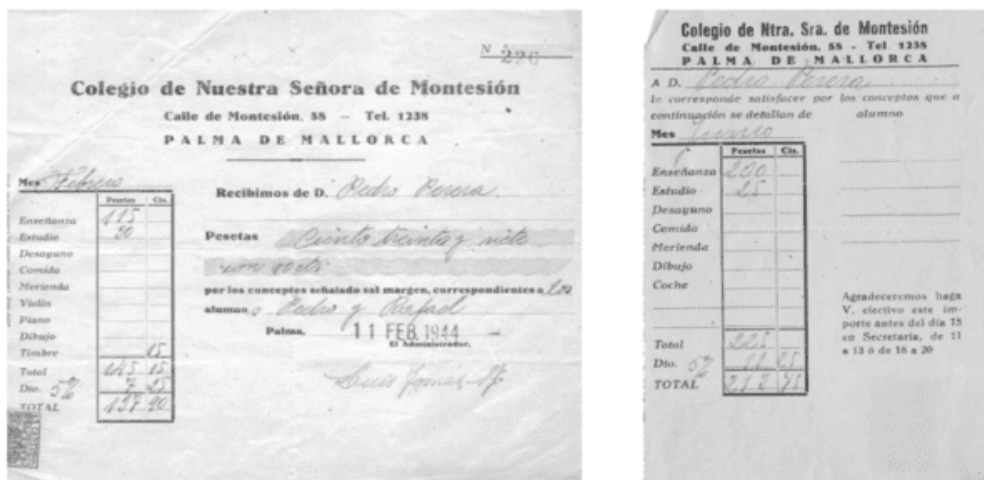 Nº 226
Colegio de Nuestra Señora de Montesión
Calle de Montesión, 88 - Tel. 1238
PALMA DE MALLORCA
Mes Febrero
Recibimos de D. Pedro Perera
Pesetas Cts.
Enseñanza 115
Estudio 30
Desayuno
Comida
Merienda
Violín
Piano
Dibujo
Timbre 15
Total 145 15
Dto. 5% 7 25
TOTAL 137 90
Pesetas Ciento treinta y siete
con
por los conceptos señalado sal margen, correspondientes a los
alumnos Pedro y Rafael
Palma, 11 FEB. 1944
El Administrador,
Luis
Colegio de Ntra. Sra. de Montesión
Calle de Montesión, 88 - Tel 1238
PALMA DE MALLORCA
A D. Pedro Perera
le corresponde satisfacer por los conceptos que a
continuación se detallan de alumno
Mes Junio
Pesetas Cts.
Enseñanza 200
Estudio 25
Desayuno
Comida
Merienda
Dibujo
Coche
Total 225
Dto. 5% 11 25
TOTAL 213 75
Agradeceremos haga
V. efectivo este im-
porte antes del día 15
en Secretaría, de 11
a 13 ó de 18 a 20